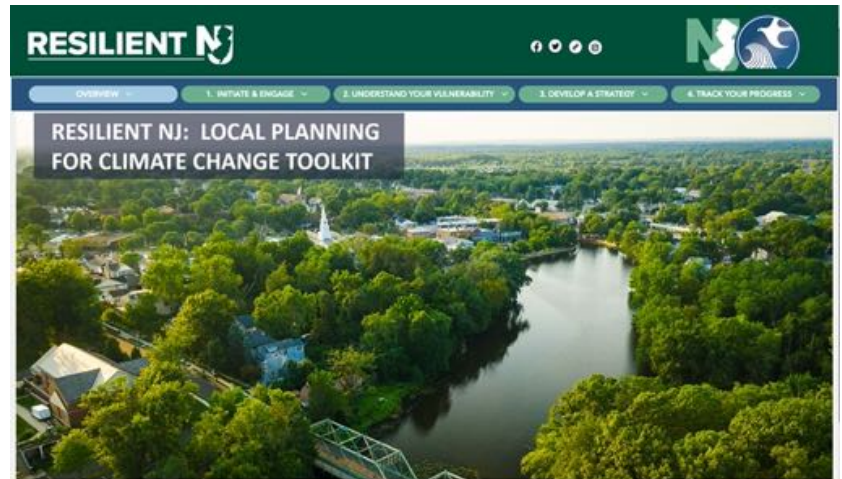 RESILIENT NJ
NJ
OVERVIEW
1. INITIATE & ENGAGE
2. UNDERSTAND YOUR VULNERABILITY
3. DEVELOP A STRATEGY
4. TRACK YOUR PROGRESS
RESILIENT NJ: LOCAL PLANNING
FOR CLIMATE CHANGE TOOLKIT